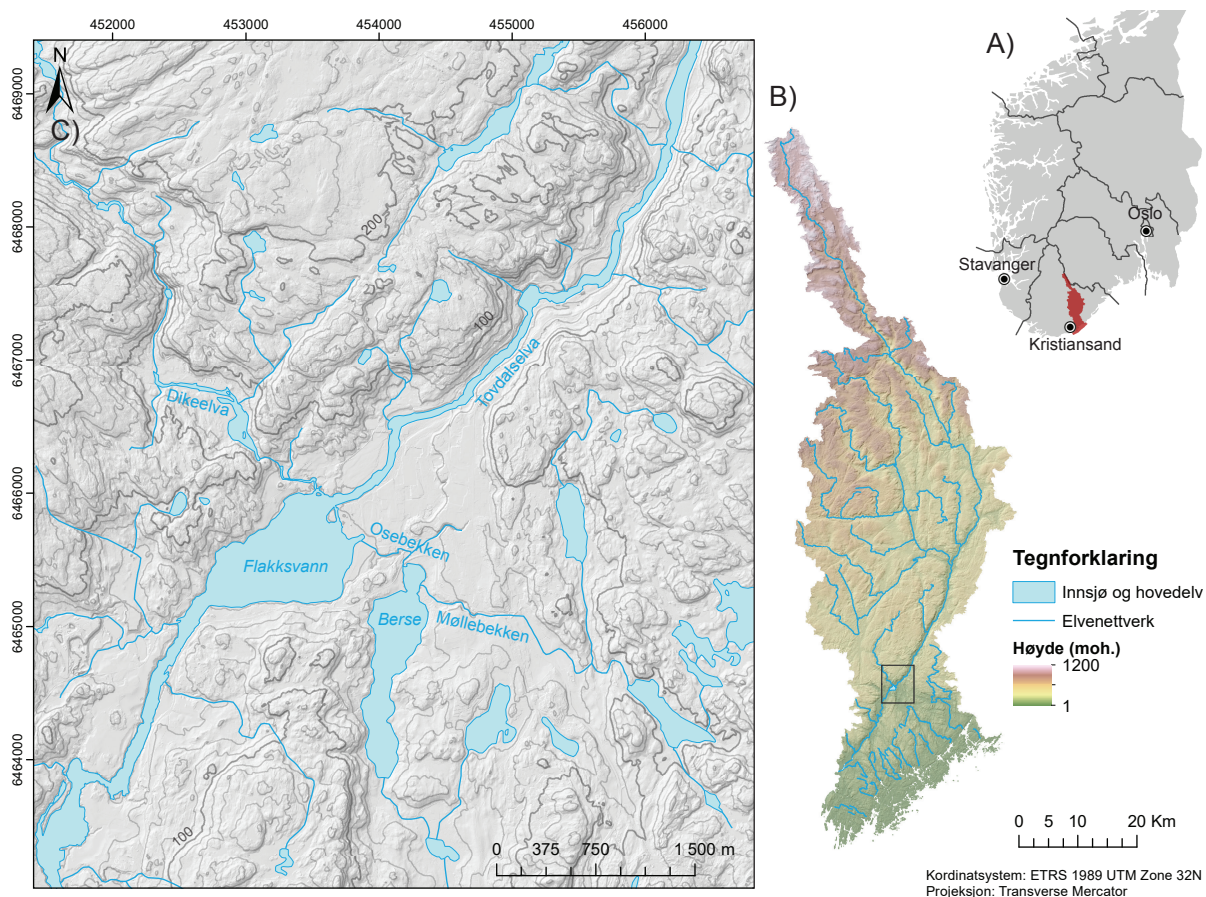 452000 453000 454000 455000 456000
6469000
6468000
6467000
6466000
6465000
6464000
N
C)
200
100
Tovdalselva
Dikeelva
Osebekken
Flakksvann
Berse
Møllebekken
100
0 375 750 1 500 m
A)
Oslo
Stavanger
Kristiansand
B)
Tegnforklaring
Innsjø og hovedelv
Elvenettverk
Høyde (moh.)
1200
1
0 5 10 20 Km
Kordinatsystem: ETRS 1989 UTM Zone 32N
Projeksjon: Transverse Mercator